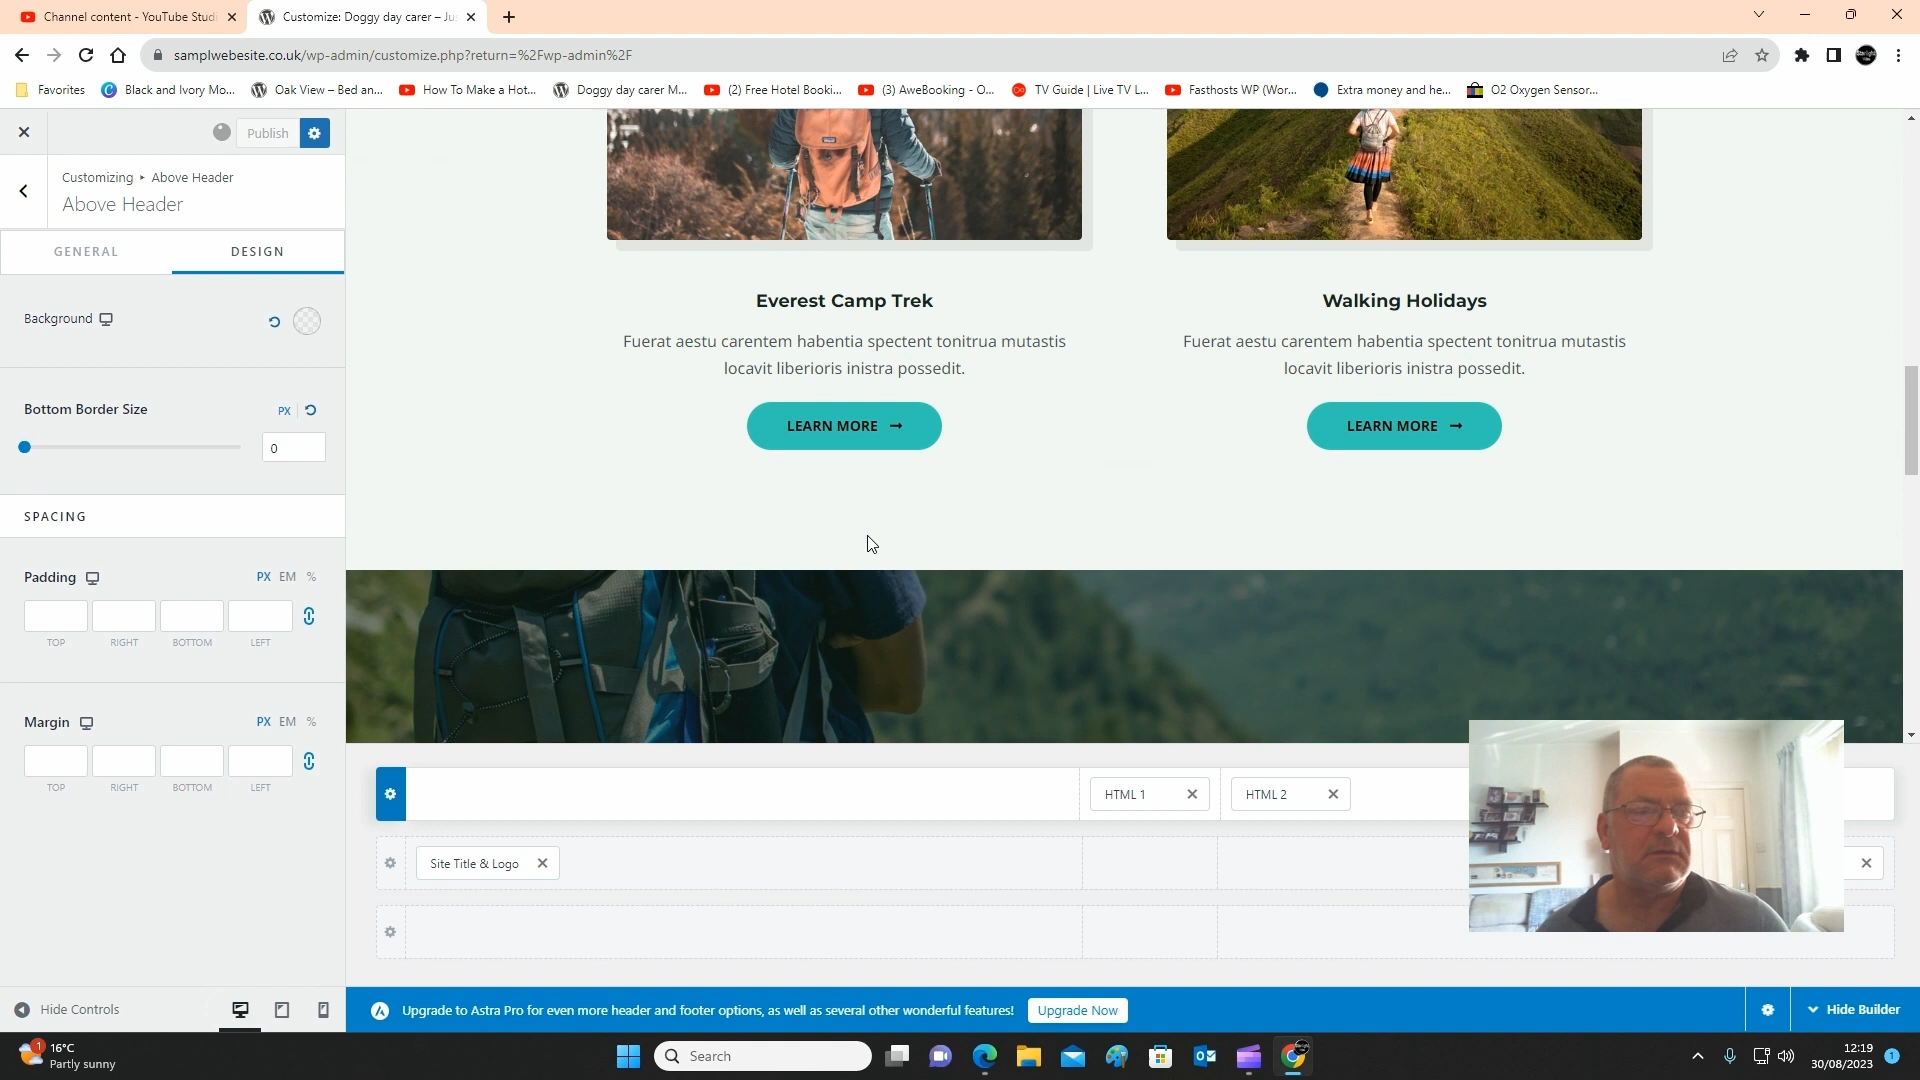 Channel content - YouTube Studi
Customize: Doggy day carer – Ju
samplwebesite.co.uk/wp-admin/customize.php?return=%2Fwp-admin%2F
Favorites
Black and Ivory Mo...
Oak View – Bed an...
How To Make a Hot...
Doggy day carer M...
(2) Free Hotel Booki...
(3) AweBooking - O...
TV Guide | Live TV L...
Fasthosts WP (Wor...
Extra money and he...
O2 Oxygen Sensor...
Publish
Customizing ▸ Above Header
Above Header
GENERAL
DESIGN
Background
Bottom Border Size
PX
0
SPACING
Padding
PX EM %
TOP RIGHT BOTTOM LEFT
Margin
PX EM %
TOP RIGHT BOTTOM LEFT
Hide Controls
Everest Camp Trek
Fuerat aestu carentem habentia spectent tonitrua mutastis
locavit liberioris inistra possedit.
LEARN MORE
Walking Holidays
Fuerat aestu carentem habentia spectent tonitrua mutastis
locavit liberioris inistra possedit.
LEARN MORE
HTML 1
HTML 2
Site Title & Logo
Upgrade to Astra Pro for even more header and footer options, as well as several other wonderful features!
Upgrade Now
Hide Builder
1
16°C
Partly sunny
Search
12:19
30/08/2023
1